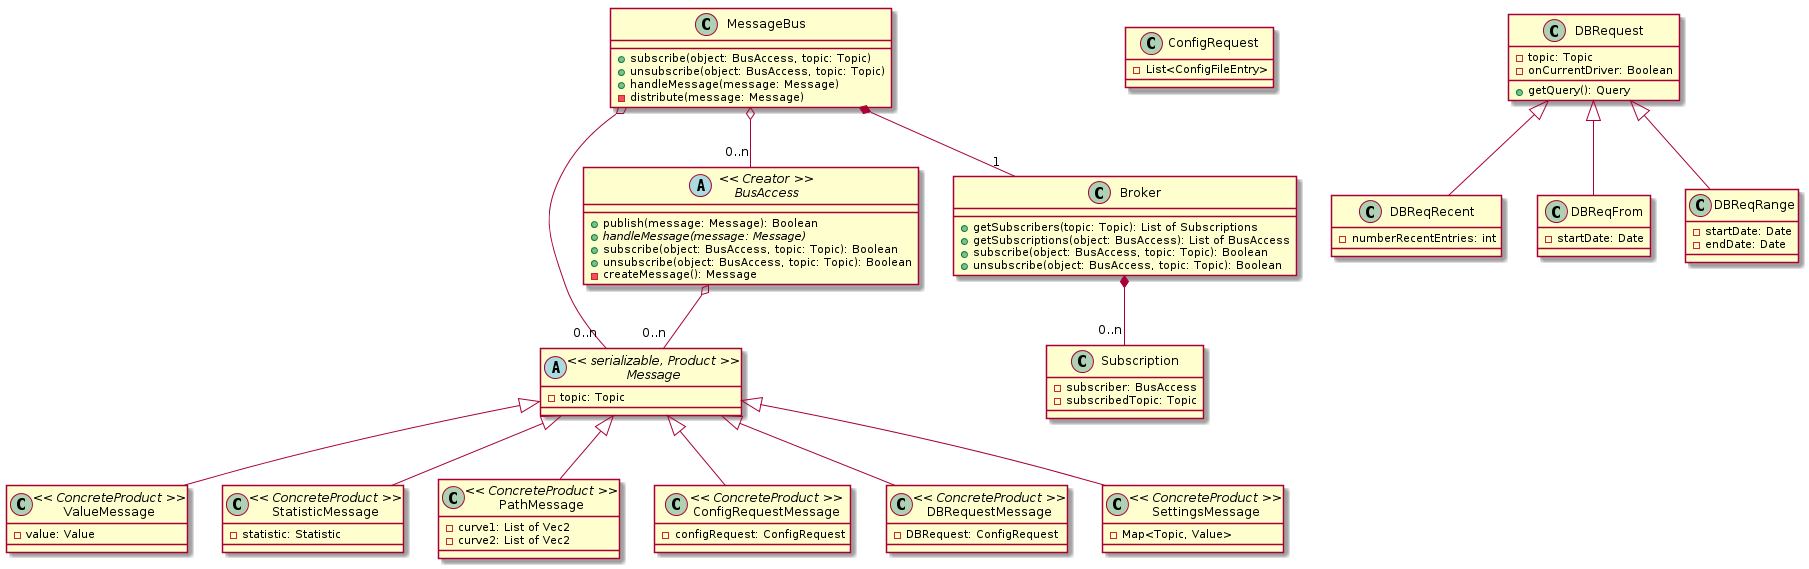 C MessageBus
subscribe(object: BusAccess, topic: Topic)
unsubscribe(object: BusAccess, topic: Topic)
handleMessage(message: Message)
distribute(message: Message)
C ConfigRequest
List<ConfigFileEntry>
C DBRequest
topic: Topic
onCurrentDriver: Boolean
getQuery(): Query
0..n
1
A << Creator >>
BusAccess
publish(message: Message): Boolean
handleMessage(message: Message)
subscribe(object: BusAccess, topic: Topic): Boolean
unsubscribe(object: BusAccess, topic: Topic): Boolean
createMessage(): Message
C Broker
getSubscribers(topic: Topic): List of Subscriptions
getSubscriptions(object: BusAccess): List of BusAccess
subscribe(object: BusAccess, topic: Topic): Boolean
unsubscribe(object: BusAccess, topic: Topic): Boolean
C DBReqRecent
numberRecentEntries: int
C DBReqFrom
startDate: Date
C DBReqRange
startDate: Date
endDate: Date
0..n
0..n
0..n
A << serializable, Product >>
Message
topic: Topic
C Subscription
subscriber: BusAccess
subscribedTopic: Topic
C << ConcreteProduct >>
ValueMessage
value: Value
C << ConcreteProduct >>
StatisticMessage
statistic: Statistic
C << ConcreteProduct >>
PathMessage
curve1: List of Vec2
curve2: List of Vec2
C << ConcreteProduct >>
ConfigRequestMessage
configRequest: ConfigRequest
C << ConcreteProduct >>
DBRequestMessage
DBRequest: ConfigRequest
C << ConcreteProduct >>
SettingsMessage
Map<Topic, Value>